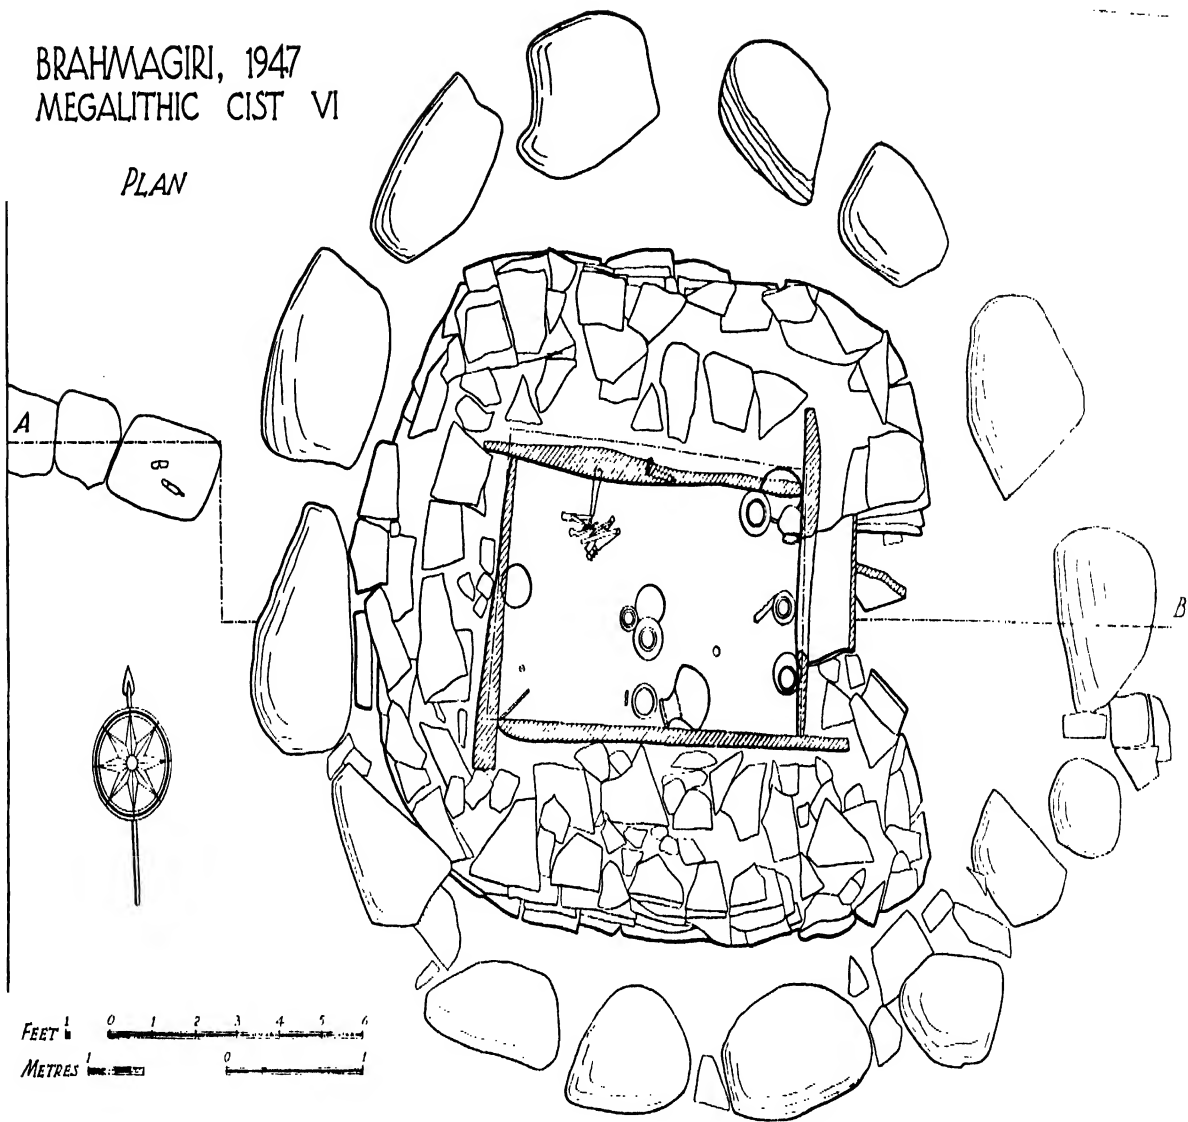 BRAHMAGIRI, 1947
MEGALITHIC CIST VI
PLAN
A
B
FEET 1 0 1 2 3 4 5 6
METRES 1 0 1